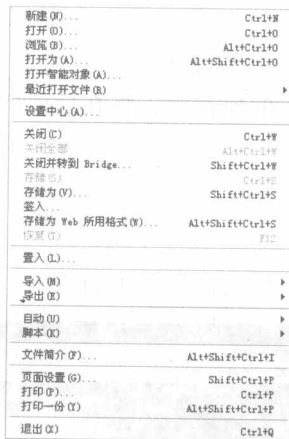 新建(N)... Ctrl+N
打开(O)... Ctrl+O
浏览(B)... Alt+Ctrl+O
打开为(A)... Alt+Shift+Ctrl+O
打开智能对象(A)...
最近打开文件(R)
设置中心(A)...
关闭(C) Ctrl+W
关闭全部 Alt+Ctrl+W
关闭并转到 Bridge... Shift+Ctrl+W
存储(S) Ctrl+S
存储为(V)... Shift+Ctrl+S
签入...
存储为 Web 所用格式(W)... Alt+Shift+Ctrl+S
恢复(T) F12
置入(L)...
导入(M)
导出(E)
自动(U)
脚本(K)
文件简介(F)... Alt+Shift+Ctrl+I
页面设置(G)... Shift+Ctrl+P
打印(P)... Ctrl+P
打印一份(Y) Alt+Shift+Ctrl+P
退出(X) Ctrl+Q